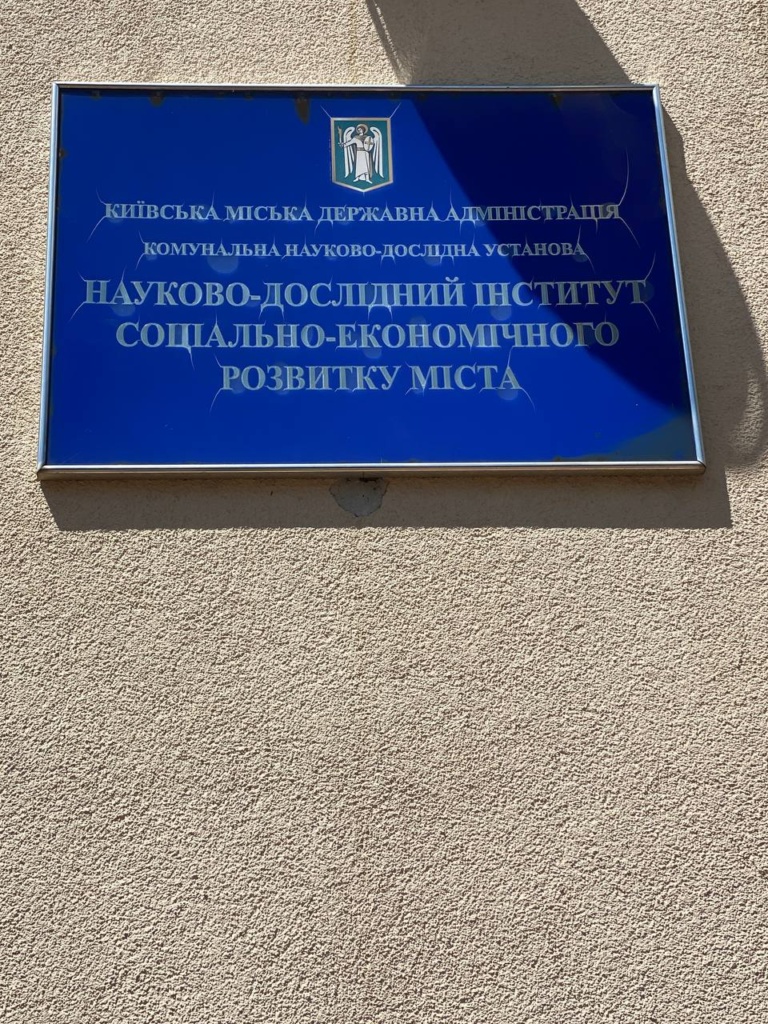 КИЇВСЬКА МІСЬКА ДЕРЖАВНА АДМІНІСТРАЦІЯ
КОМУНАЛЬНА НАУКОВО-ДОСЛІДНА УСТАНОВА
НАУКОВО-ДОСЛІДНИЙ ІНСТИТУТ
СОЦІАЛЬНО-ЕКОНОМІЧНОГО
РОЗВИТКУ МІСТА